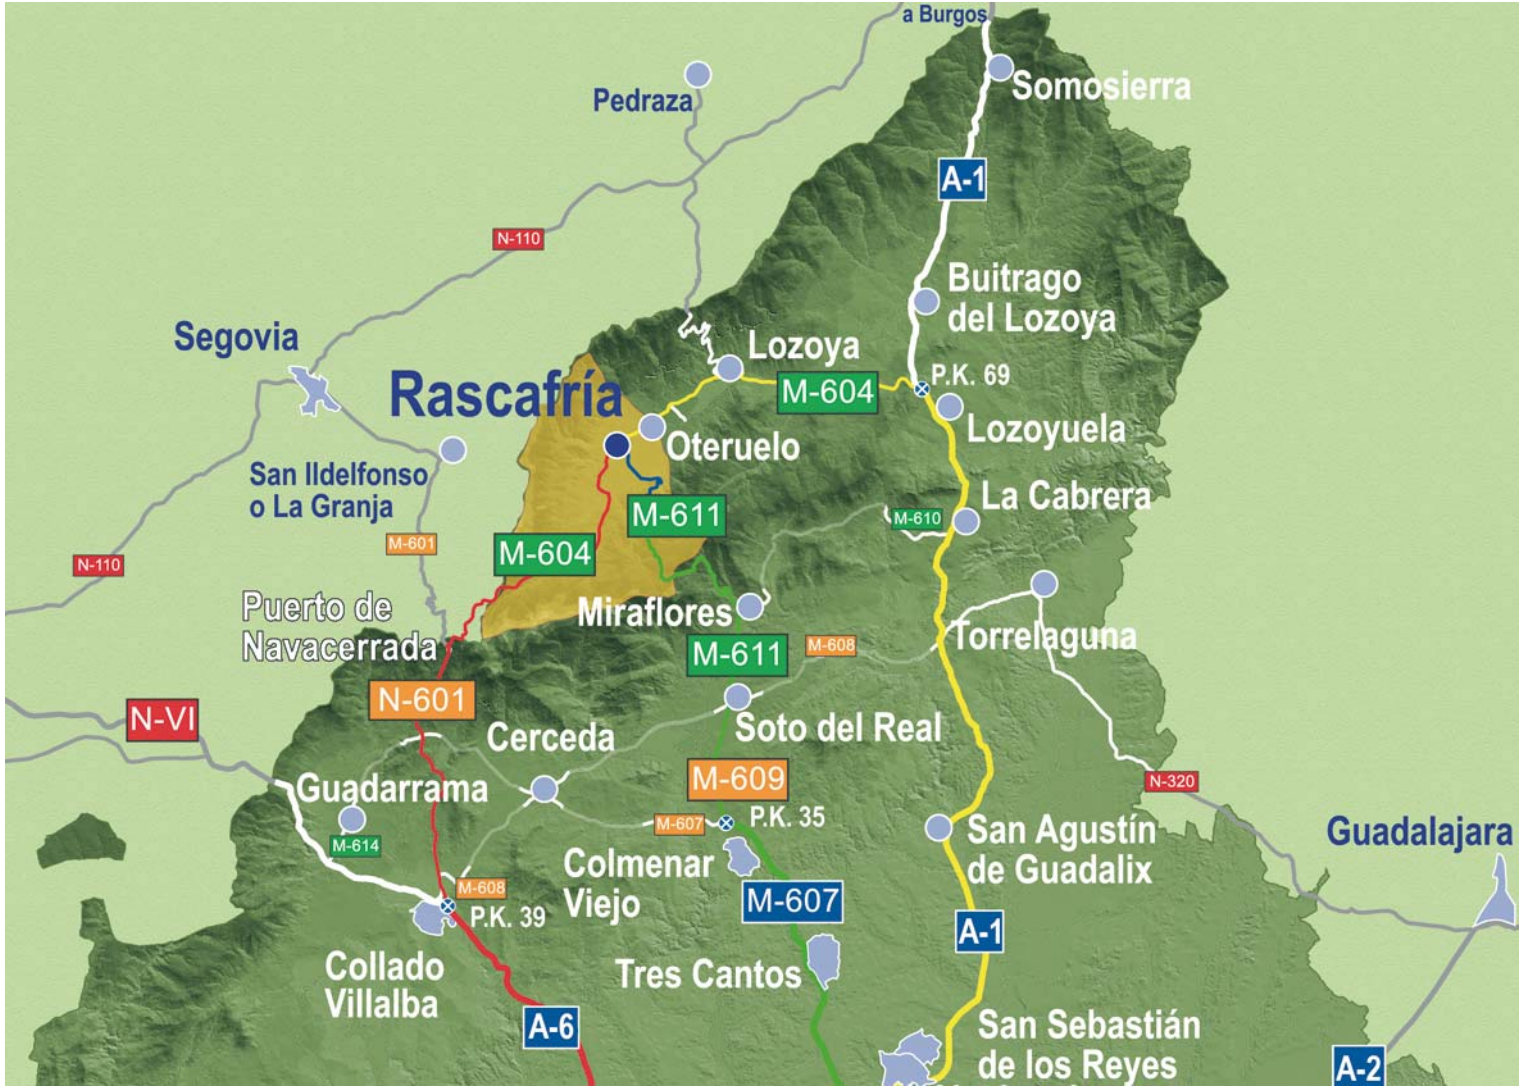 a Burgos
Somosierra
Pedraza
A-1
N-110
Buitrago
del Lozoya
Segovia
Lozoya
P.K. 69
M-604
Rascafría
Lozoyuela
Oteruelo
San Ildelfonso
o La Granja
La Cabrera
M-611
M-610
M-601
M-604
N-110
Puerto de
Navacerrada
Miraflores
Torrelaguna
M-611
M-608
N-601
N-VI
Soto del Real
Cerceda
M-609
N-320
Guadarrama
P.K. 35
M-607
San Agustín
de Guadalix
Guadalajara
M-614
Colmenar
Viejo
M-608
M-607
P.K. 39
A-1
Collado
Villalba
Tres Cantos
A-6
San Sebastián
de los Reyes
A-2